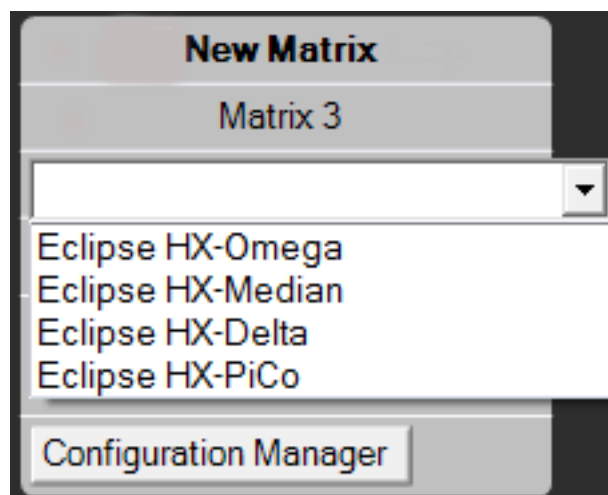 New Matrix
Matrix 3
Eclipse HX-Omega
Eclipse HX-Median
Eclipse HX-Delta
Eclipse HX-PiCo
Configuration Manager